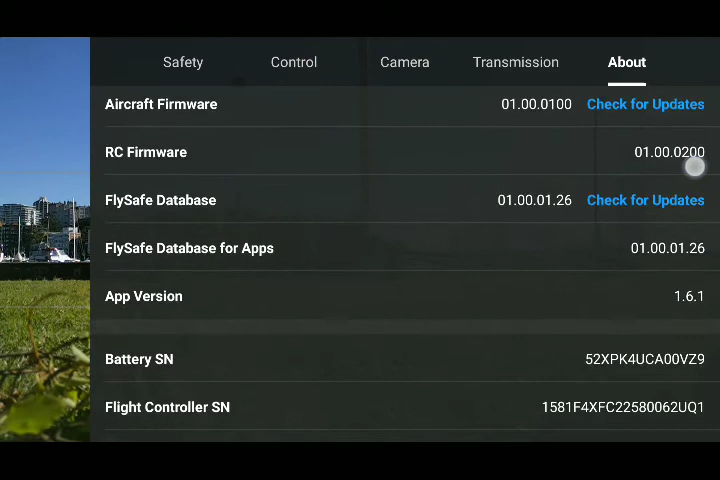 Safety Control Camera Transmission About
Aircraft Firmware 01.00.0100 Check for Updates
RC Firmware 01.00.0200
FlySafe Database 01.00.01.26 Check for Updates
FlySafe Database for Apps 01.00.01.26
App Version 1.6.1
Battery SN 52XPK4UCA00VZ9
Flight Controller SN 1581F4XFC22580062UQ1